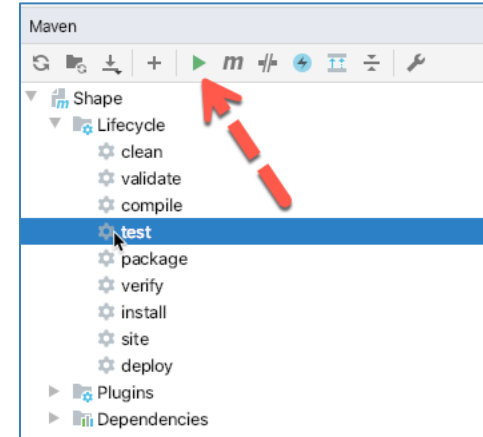 Maven
m
Shape
Lifecycle
clean
validate
compile
test
package
verify
install
site
deploy
Plugins
Dependencies